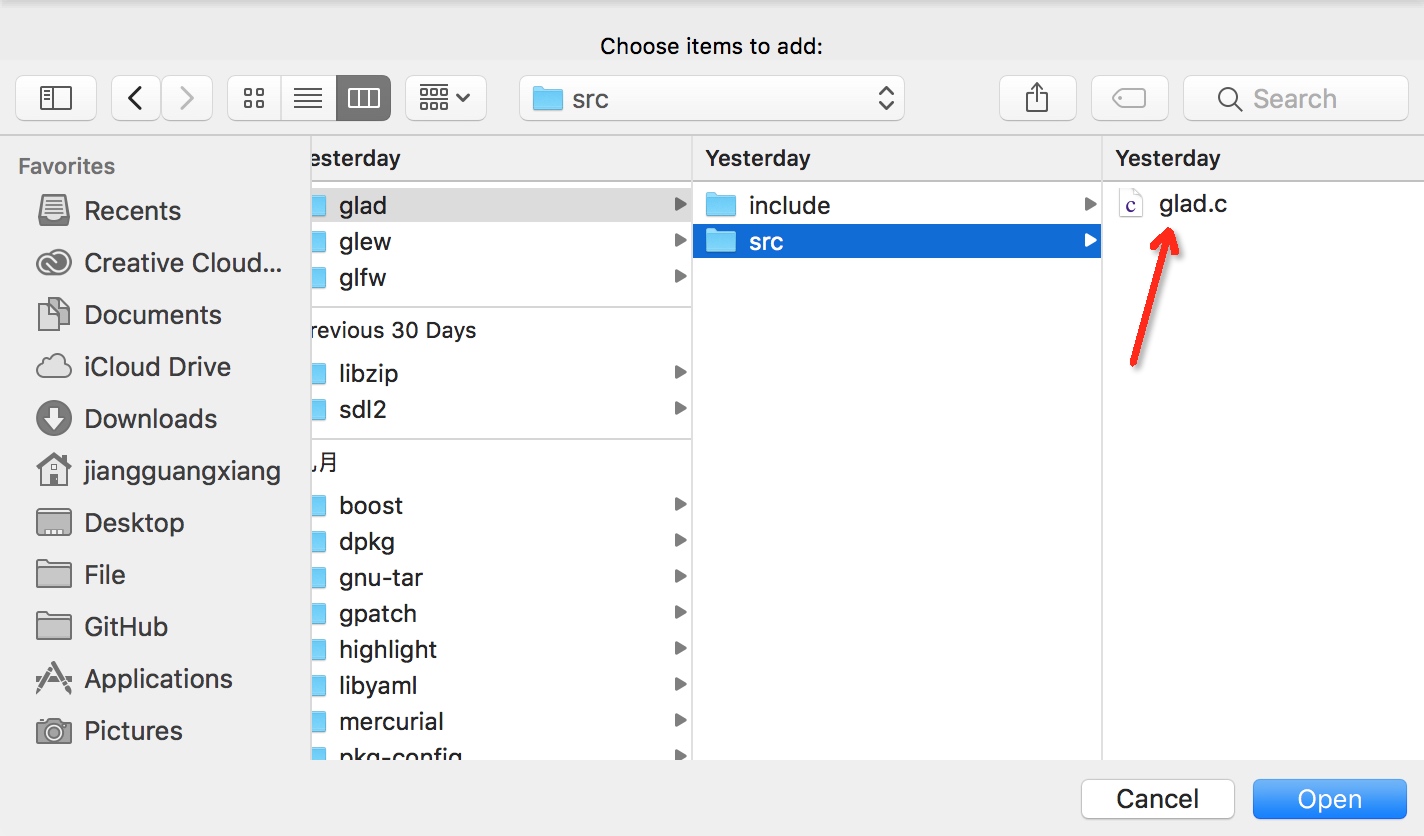 Choose items to add:
src
Search
Favorites
Recents
Creative Cloud...
Documents
iCloud Drive
Downloads
jiangguangxiang
Desktop
File
GitHub
Applications
Pictures
esterday
glad
glew
glfw
revious 30 Days
libzip
sdl2
月
boost
dpkg
gnu-tar
gpatch
highlight
libyaml
mercurial
pkg-config
Yesterday
include
src
Yesterday
c glad.c
Cancel
Open